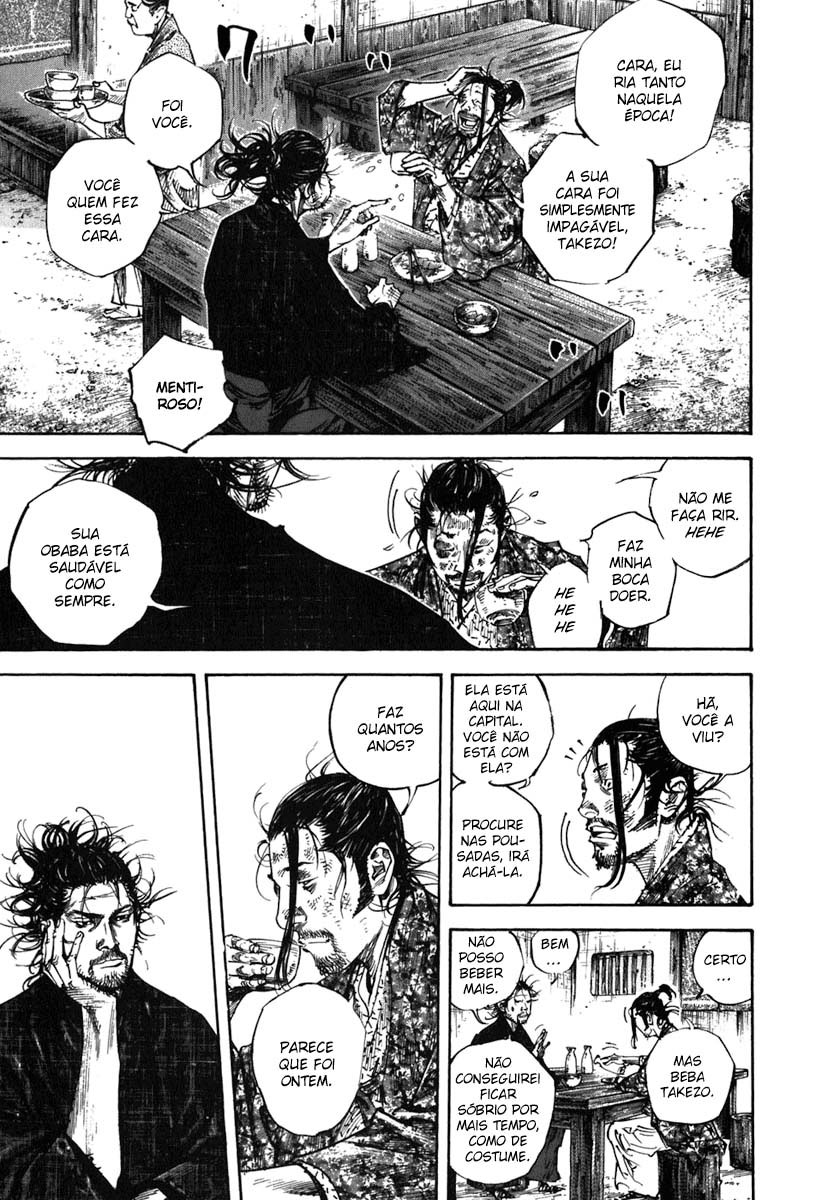 CARA, EU
RIA TANTO
NAQUELA
ÉPOCA!
A SUA
CARA FOI
SIMPLESMENTE
IMPAGÁVEL,
TAKEZO!
FOI
VOCÊ.
VOCÊ
QUEM FEZ
ESSA
CARA.
MENTI-
ROSO!
NÃO ME
FAÇA RIR.
HEHE
FAZ
MINHA
BOCA
DOER.
HE
HE
HE
SUA
OBABA ESTÁ
SAUDÁVEL
COMO
SEMPRE.
HÃ,
VOCÊ A
VIU?
ELA ESTÁ
AQUI NA
CAPITAL.
VOCÊ NÃO
ESTÁ COM
ELA?
PROCURE
NAS POU-
SADAS, IRÁ
ACHÁ-LA.
CERTO
...
BEM
...
NÃO
POSSO
BEBER
MAIS.
MAS
BEBA
TAKEZO.
NÃO
CONSEGUIREI
FICAR
SÓBRIO POR
MAIS TEMPO,
COMO DE
COSTUME.
FAZ
QUANTOS
ANOS?
PARECE
QUE FOI
ONTEM.